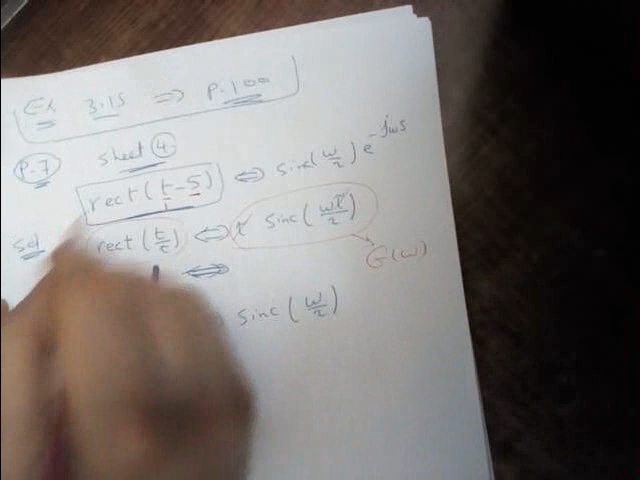 Ex 3.15 ⇒ P.100
P.7 sheet 4
rect(t-5) ⇔ sinc(w/2) e^-jw5
sol rect(t/τ) ⇔ τ sinc(wτ/2)
G(w)
⇔
sinc(w/2)